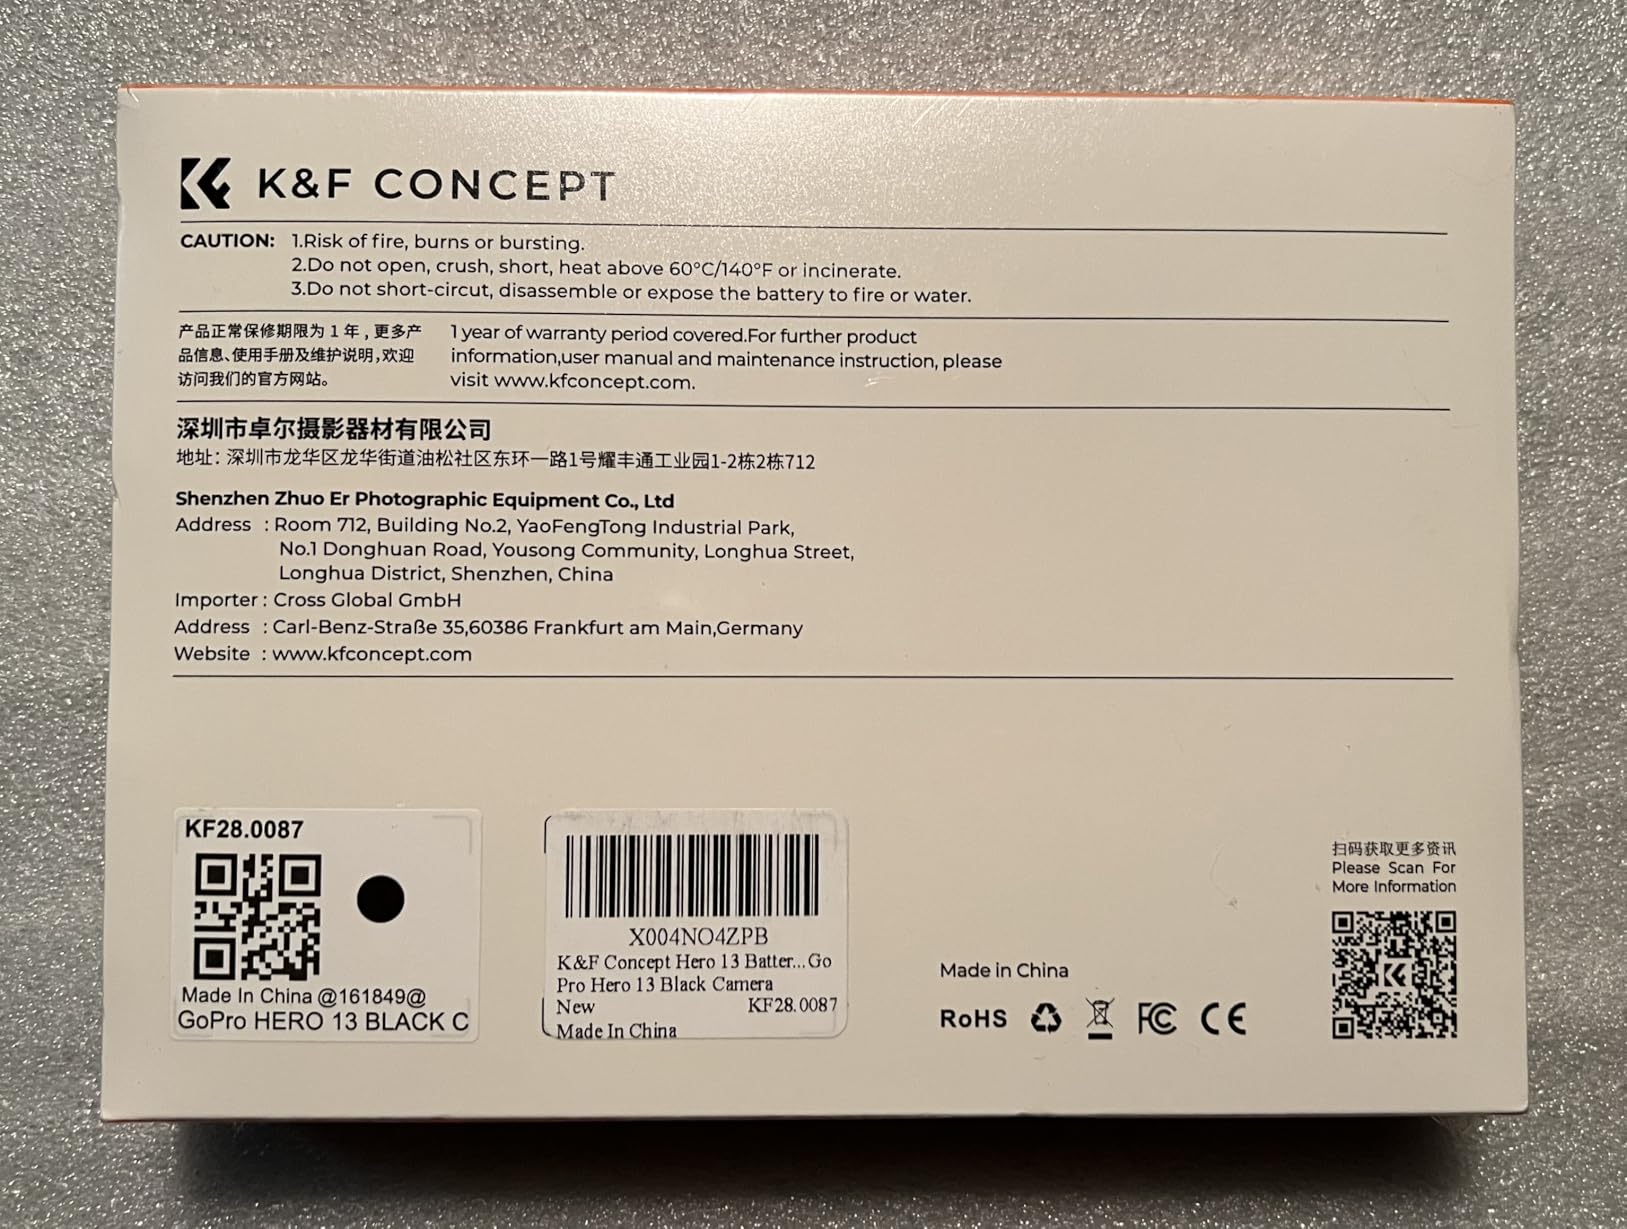 K&F CONCEPT
CAUTION: 1.Risk of fire, burns or bursting.
2.Do not open, crush, short, heat above 60°C/140°F or incinerate.
3.Do not short-circut, disassemble or expose the battery to fire or water.
产品正常保修期限为 1 年 , 更多产
品信息、使用手册及维护说明,欢迎
访问我们的官方网站。
1 year of warranty period covered.For further product
information,user manual and maintenance instruction, please
visit www.kfconcept.com.
深圳市卓尔摄影器材有限公司
地址: 深圳市龙华区龙华街道油松社区东环一路1号耀丰通工业园1-2栋2栋712
Shenzhen Zhuo Er Photographic Equipment Co., Ltd
Address : Room 712, Building No.2, YaoFengTong Industrial Park,
No.1 Donghuan Road, Yousong Community, Longhua Street,
Longhua District, Shenzhen, China
Importer : Cross Global GmbH
Address : Carl-Benz-Straße 35,60386 Frankfurt am Main,Germany
Website : www.kfconcept.com
KF28.0087
Made In China @161849@
GoPro HERO 13 BLACK C
X004NO4ZPB
K&F Concept Hero 13 Batter...Go
Pro Hero 13 Black Camera
New KF28.0087
Made In China
Made in China
RoHS FC CE
扫码获取更多资讯
Please Scan For
More Information